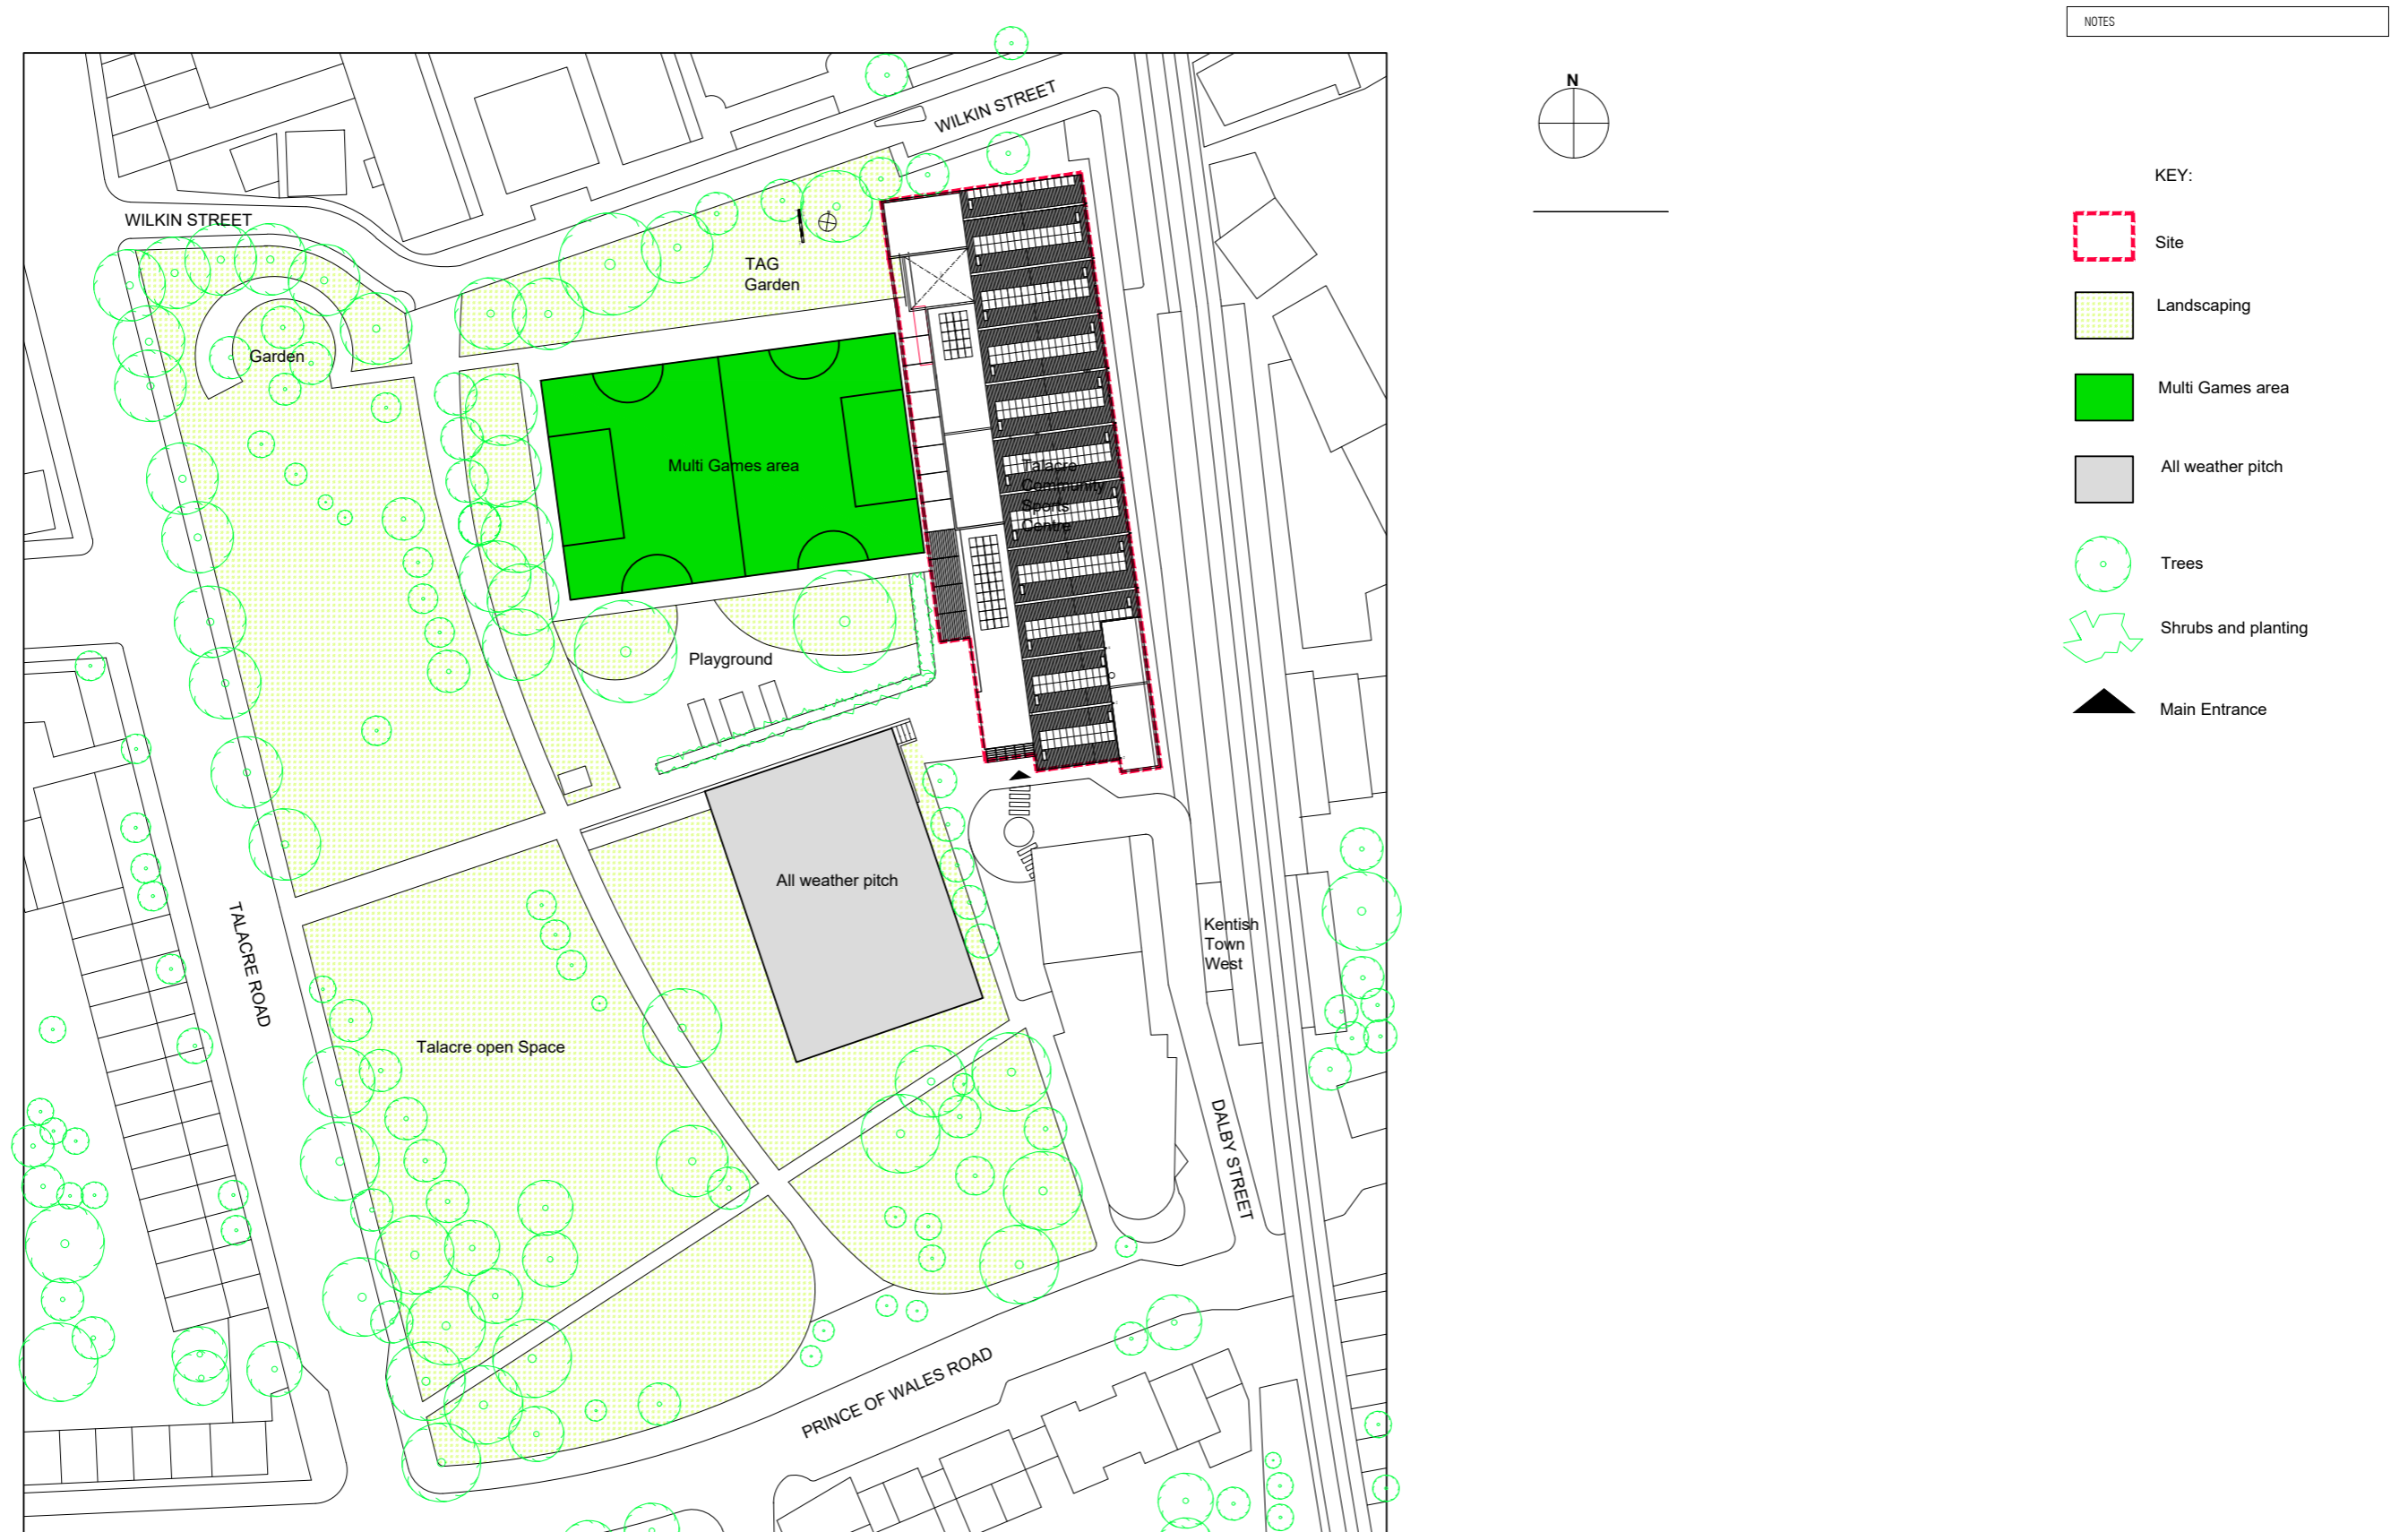 NOTES
N
WILKIN STREET
KEY:
WILKIN STREET
Site
TAG
Garden
Landscaping
Garden
Multi Games area
Multi Games area
Talacre
Community
Sports
Centre
All weather pitch
Trees
Shrubs and planting
Playground
Main Entrance
All weather pitch
TALACRE ROAD
Kentish
Town
West
Talacre open Space
DALBY STREET
PRINCE OF WALES ROAD